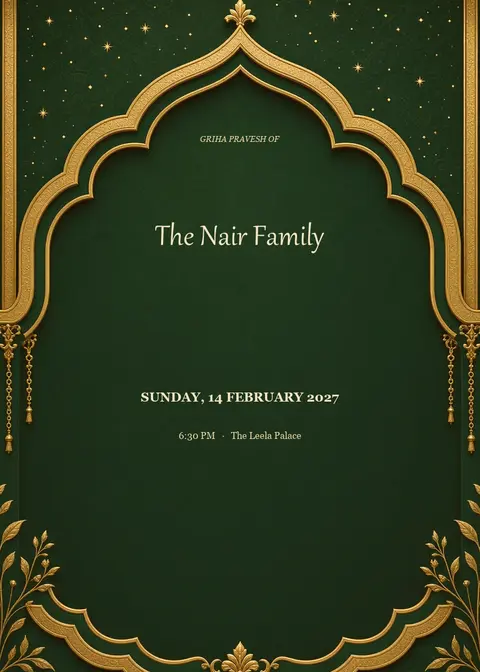 GRIHA PRAVESH OF
The Nair Family
SUNDAY, 14 FEBRUARY 2027
6:30 PM · The Leela Palace